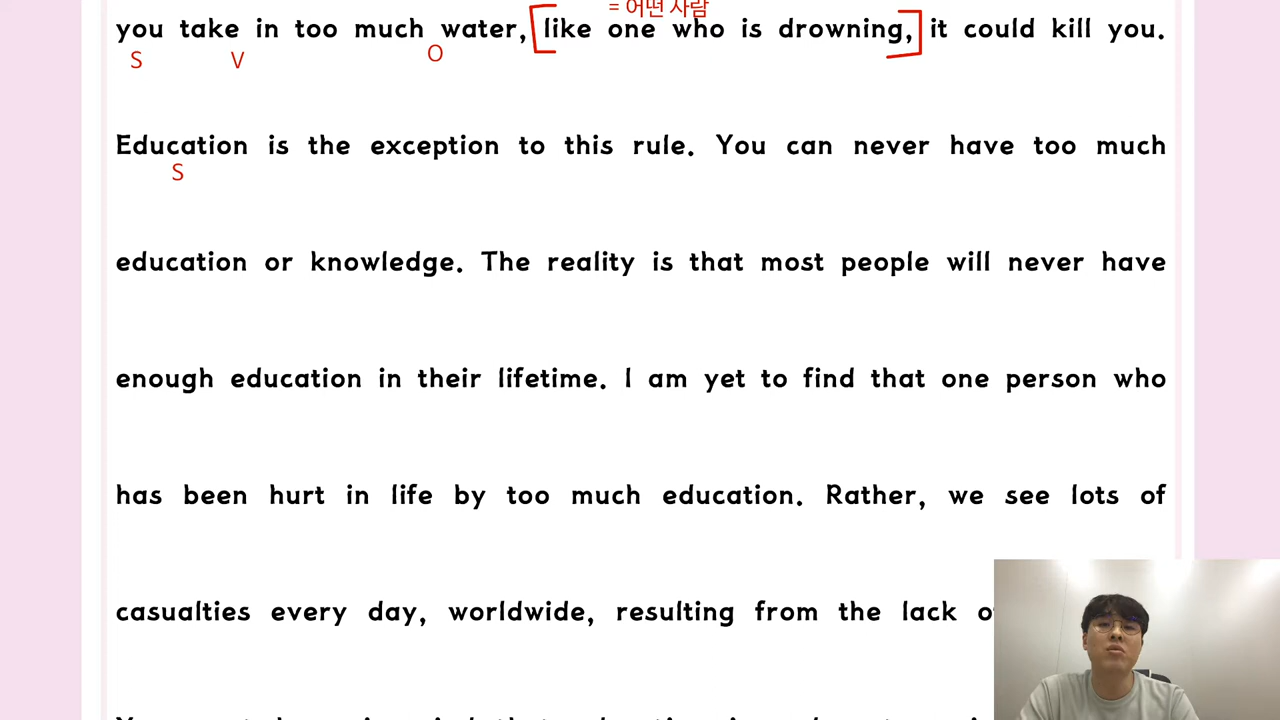 = 어떤 사람
you take in too much water, [like one who is drowning,] it could kill you.
S V O
Education is the exception to this rule. You can never have too much
S
education or knowledge. The reality is that most people will never have
enough education in their lifetime. I am yet to find that one person who
has been hurt in life by too much education. Rather, we see lots of
casualties every day, worldwide, resulting from the lack